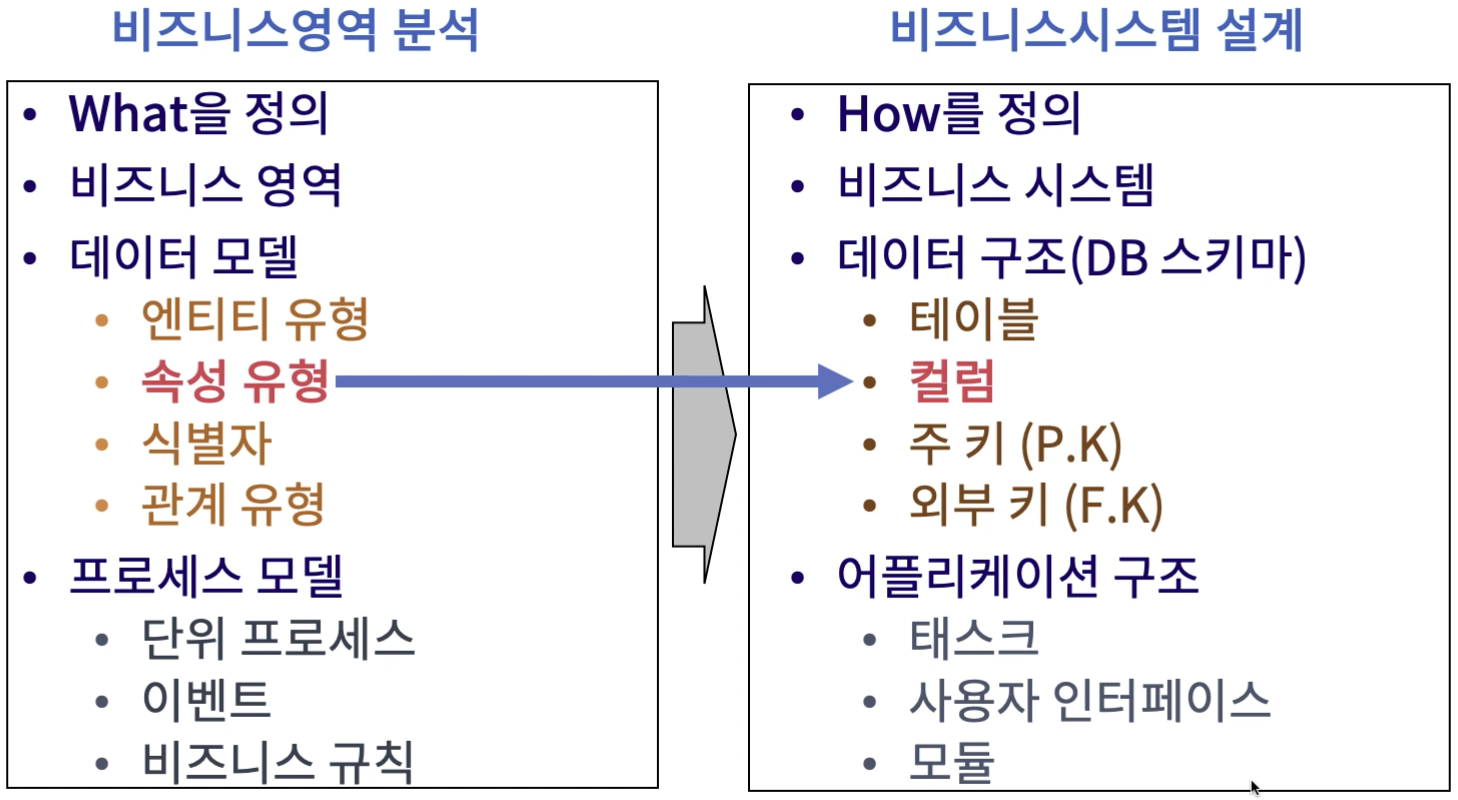 비즈니스영역 분석
• What을 정의
• 비즈니스 영역
• 데이터 모델
• 엔티티 유형
• 속성 유형
• 식별자
• 관계 유형
• 프로세스 모델
• 단위 프로세스
• 이벤트
• 비즈니스 규칙
비즈니스시스템 설계
• How를 정의
• 비즈니스 시스템
• 데이터 구조(DB 스키마)
• 테이블
• 컬럼
• 주 키 (P.K)
• 외부 키 (F.K)
• 어플리케이션 구조
• 태스크
• 사용자 인터페이스
• 모듈